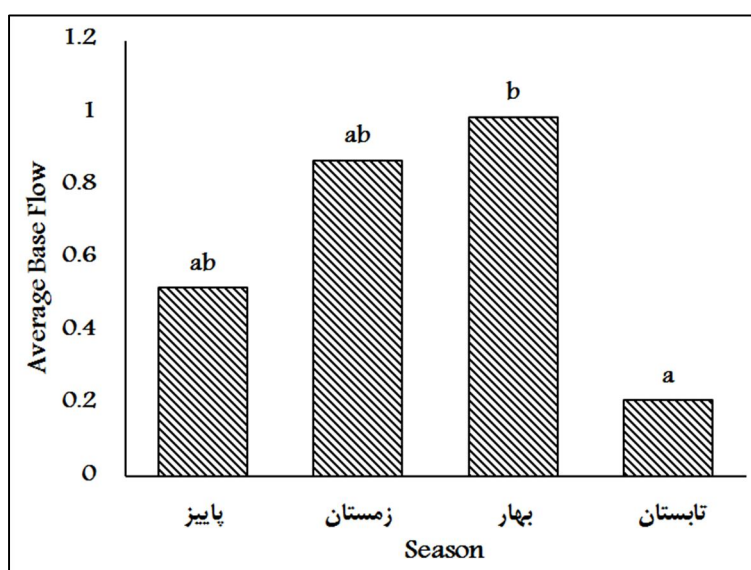 Average Base Flow
1.2
1
0.8
0.6
0.4
0.2
0
ab
ab
b
a
پاییز
زمستان
بهار
تابستان
Season